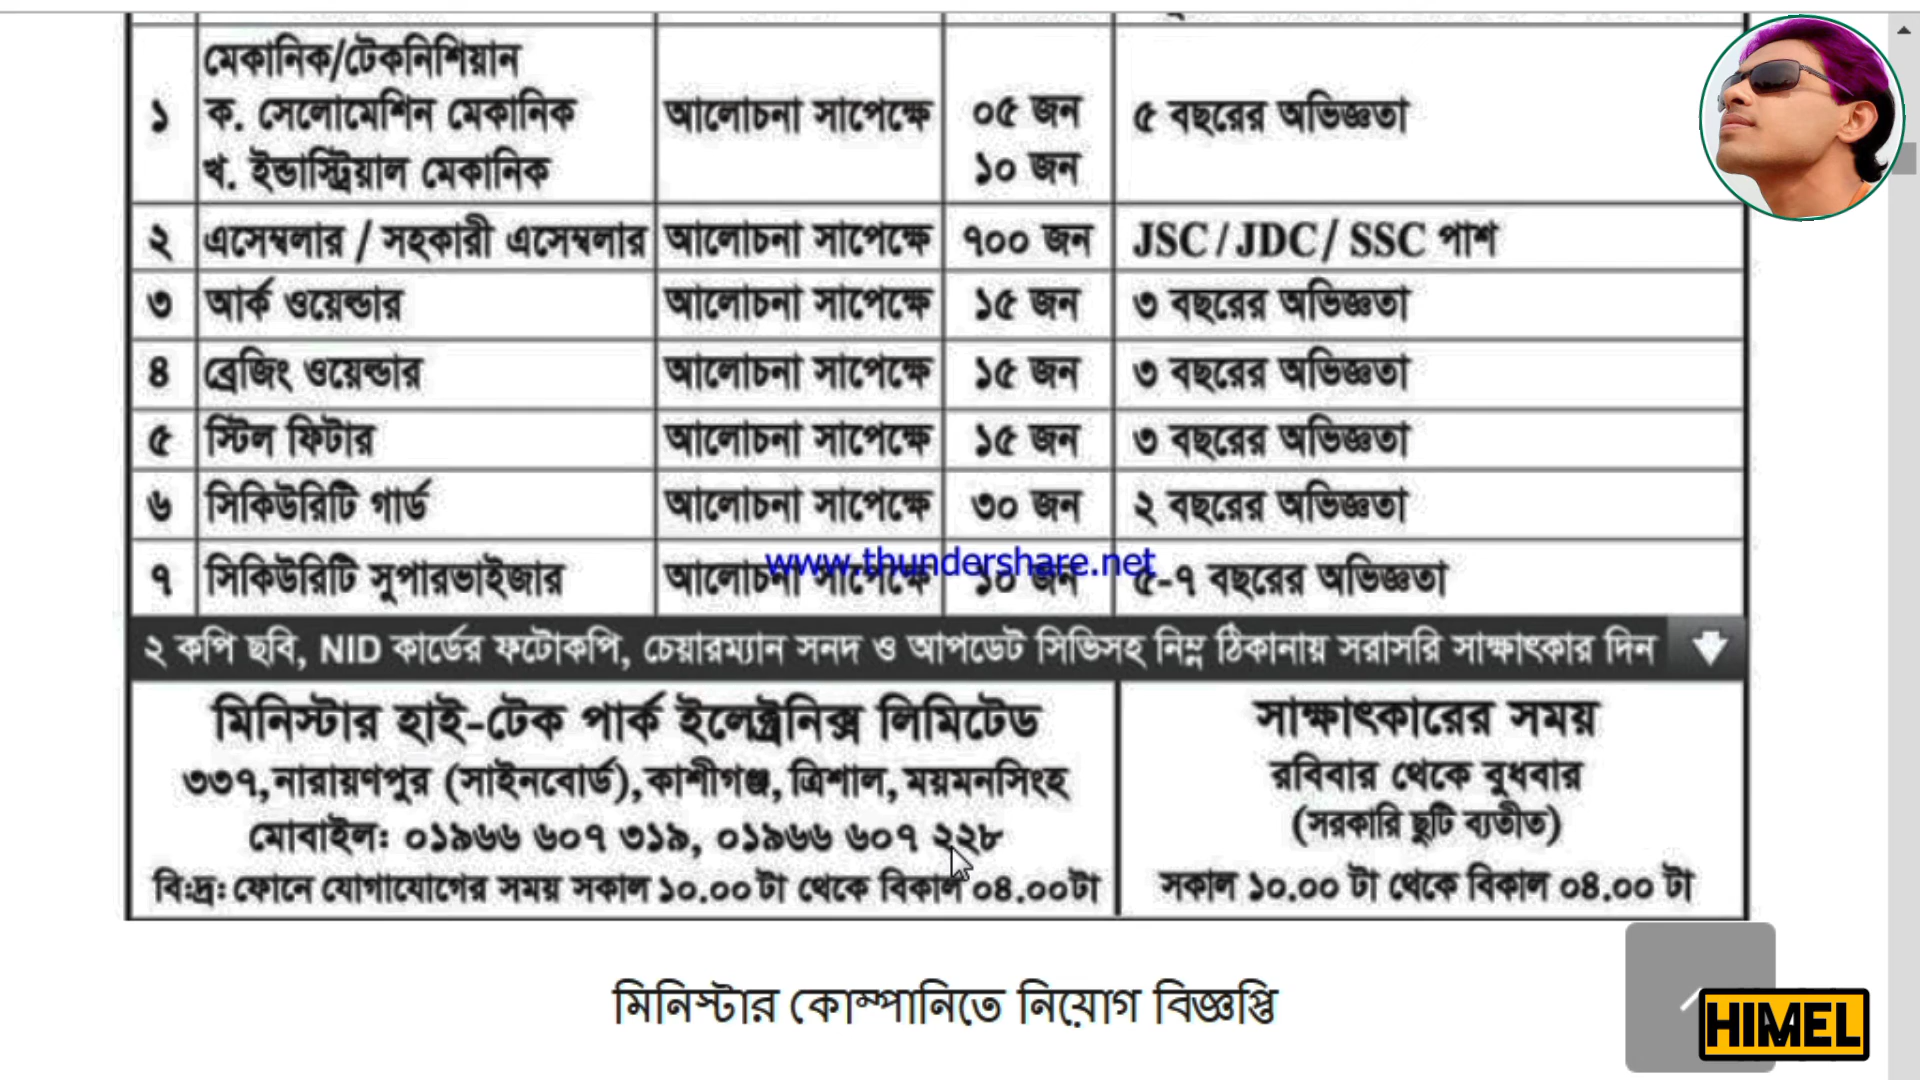 ১
মেকানিক/টেকনিশিয়ান
ক. সেলোমেশিন মেকানিক
খ. ইন্ডাস্ট্রিয়াল মেকানিক
আলোচনা সাপেক্ষে
০৫ জন
১০ জন
৫ বছরের অভিজ্ঞতা
২ এসেম্বলার / সহকারী এসেম্বলার আলোচনা সাপেক্ষে ৭০০ জন JSC / JDC / SSC পাশ
৩ আর্ক ওয়েল্ডার আলোচনা সাপেক্ষে ১৫ জন ৩ বছরের অভিজ্ঞতা
৪ ব্রেজিং ওয়েল্ডার আলোচনা সাপেক্ষে ১৫ জন ৩ বছরের অভিজ্ঞতা
৫ স্টিল ফিটার আলোচনা সাপেক্ষে ১৫ জন ৩ বছরের অভিজ্ঞতা
৬ সিকিউরিটি গার্ড আলোচনা সাপেক্ষে ৩০ জন ২ বছরের অভিজ্ঞতা
www.thundershare.net
৭ সিকিউরিটি সুপারভাইজার আলোচনা সাপেক্ষে ১০ জন ৫-৭ বছরের অভিজ্ঞতা
২ কপি ছবি, NID কার্ডের ফটোকপি, চেয়ারম্যান সনদ ও আপডেট সিভিসহ নিম্ন ঠিকানায় সরাসরি সাক্ষাৎকার দিন
মিনিস্টার হাই-টেক পার্ক ইলেক্ট্রনিক্স লিমিটেড
৩৩৭,নারায়ণপুর (সাইনবোর্ড),কাশীগঞ্জ, ত্রিশাল, ময়মনসিংহ
মোবাইল: ০১৯৬৬ ৬০৭ ৩১৯, ০১৯৬৬ ৬০৭ ২২৮
বি:দ্র: ফোনে যোগাযোগের সময় সকাল ১০.০০ টা থেকে বিকাল ০৪.০০টা
সাক্ষাৎকারের সময়
রবিবার থেকে বুধবার
(সরকারি ছুটি ব্যতীত)
সকাল ১০.০০ টা থেকে বিকাল ০৪.০০ টা
মিনিস্টার কোম্পানিতে নিয়োগ বিজ্ঞপ্তি
HIMEL